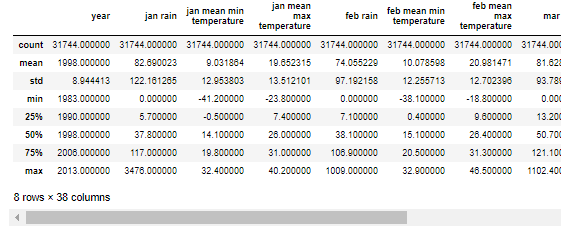 year jan rain jan mean min temperature jan mean max temperature feb rain feb mean min temperature feb mean max temperature mar
count 31744.000000 31744.000000 31744.000000 31744.000000 31744.000000 31744.000000 31744.000000 31744.00
mean 1998.000000 82.690023 9.031864 19.652315 74.055229 10.078598 20.981471 81.62
std 8.944413 122.161265 12.953803 13.512101 97.192158 12.255713 12.702396 93.78
min 1983.000000 0.000000 -41.200000 -23.800000 0.000000 -38.100000 -18.800000 0.00
25% 1990.000000 5.700000 -0.500000 7.400000 7.100000 0.400000 9.600000 13.20
50% 1998.000000 37.800000 14.100000 26.000000 38.100000 15.100000 26.400000 50.70
75% 2006.000000 117.000000 19.800000 31.000000 106.900000 20.500000 31.300000 121.10
max 2013.000000 3476.000000 32.400000 40.200000 1009.000000 32.900000 46.500000 1102.40
8 rows × 38 columns